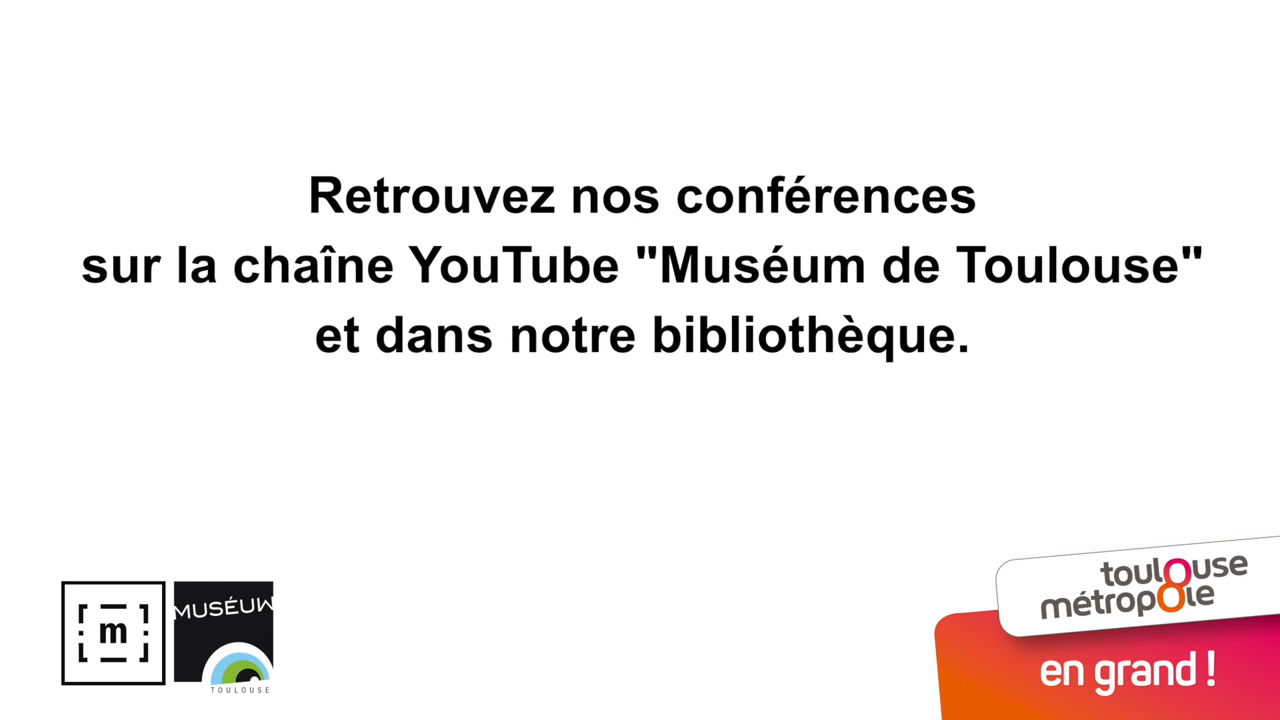 Retrouvez nos conférences
sur la chaîne YouTube "Muséum de Toulouse"
et dans notre bibliothèque.
m
MUSÉUM
TOULOUSE
toulouse
métropole
en grand !